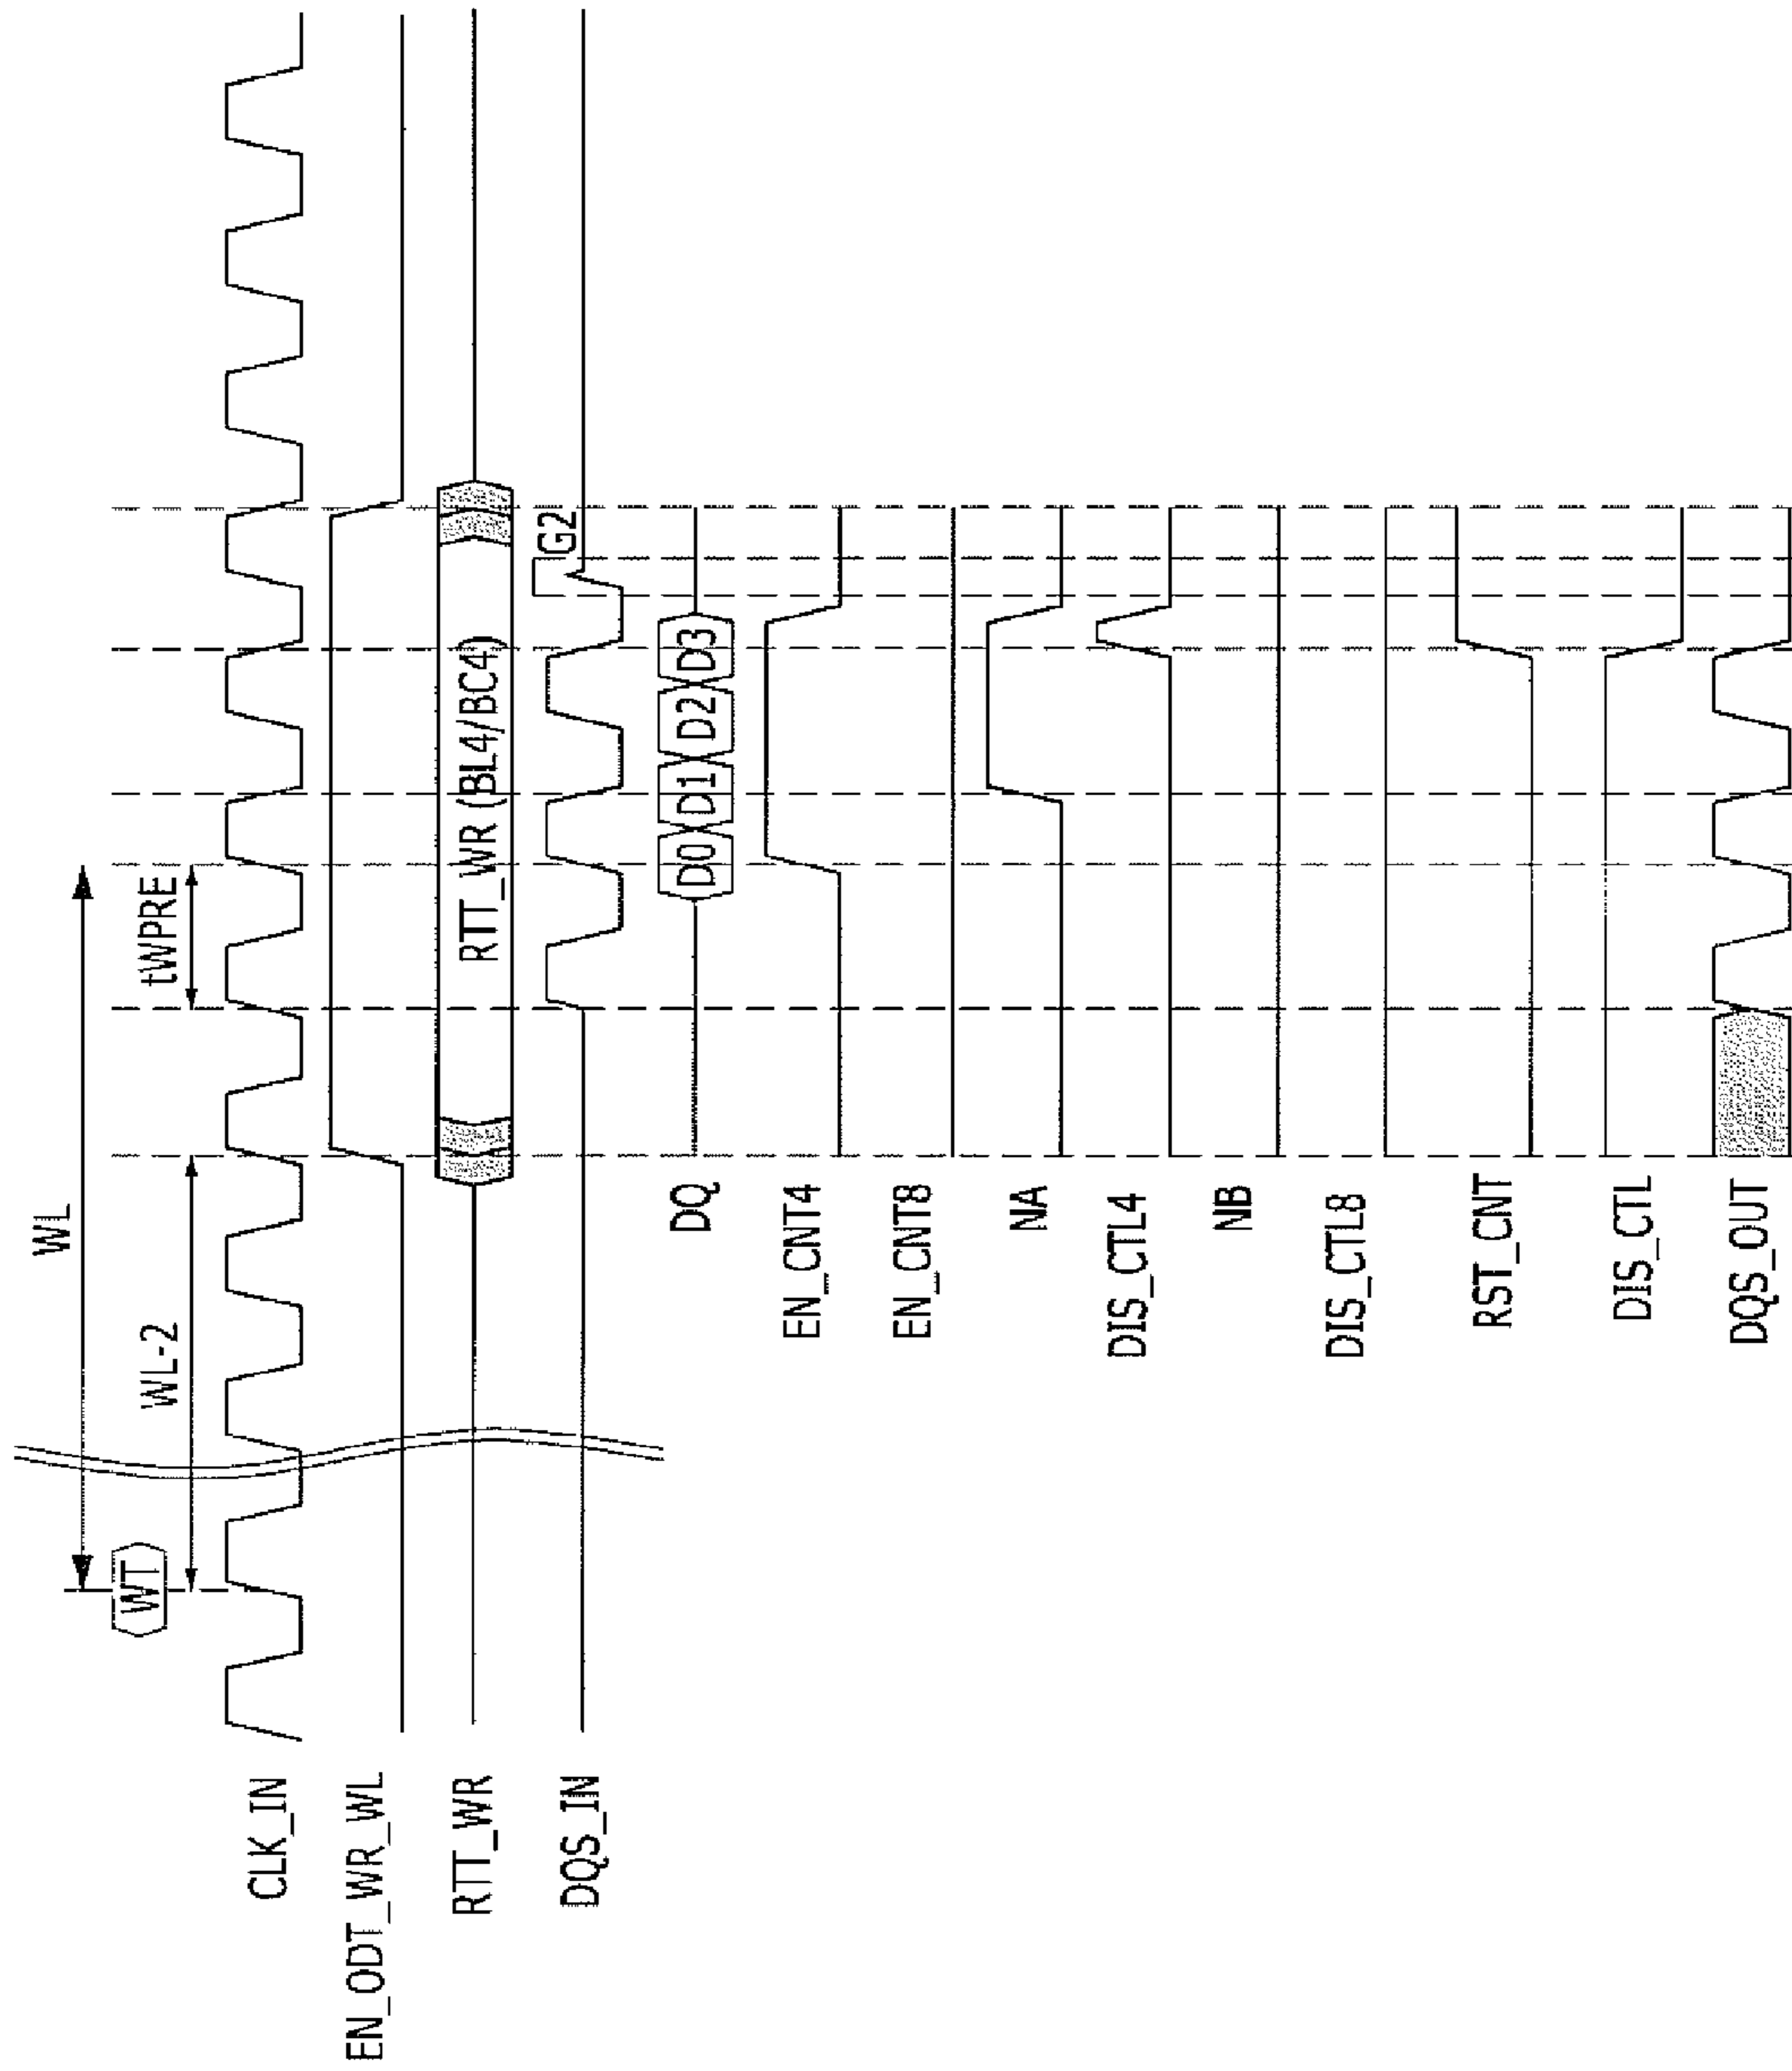 WL
WT
WL-2
tWPRE
CLK_IN
EN_ODT_WR_WL
RTT_WR
RTT_WR (BL4/BC4)
DQS_IN
G2
DQ
D0 D1 D2 D3
EN_CNT4
EN_CNT8
NA
DIS_CTL4
NB
DIS_CTL8
RST_CNT
DIS_CTL
DQS_OUT